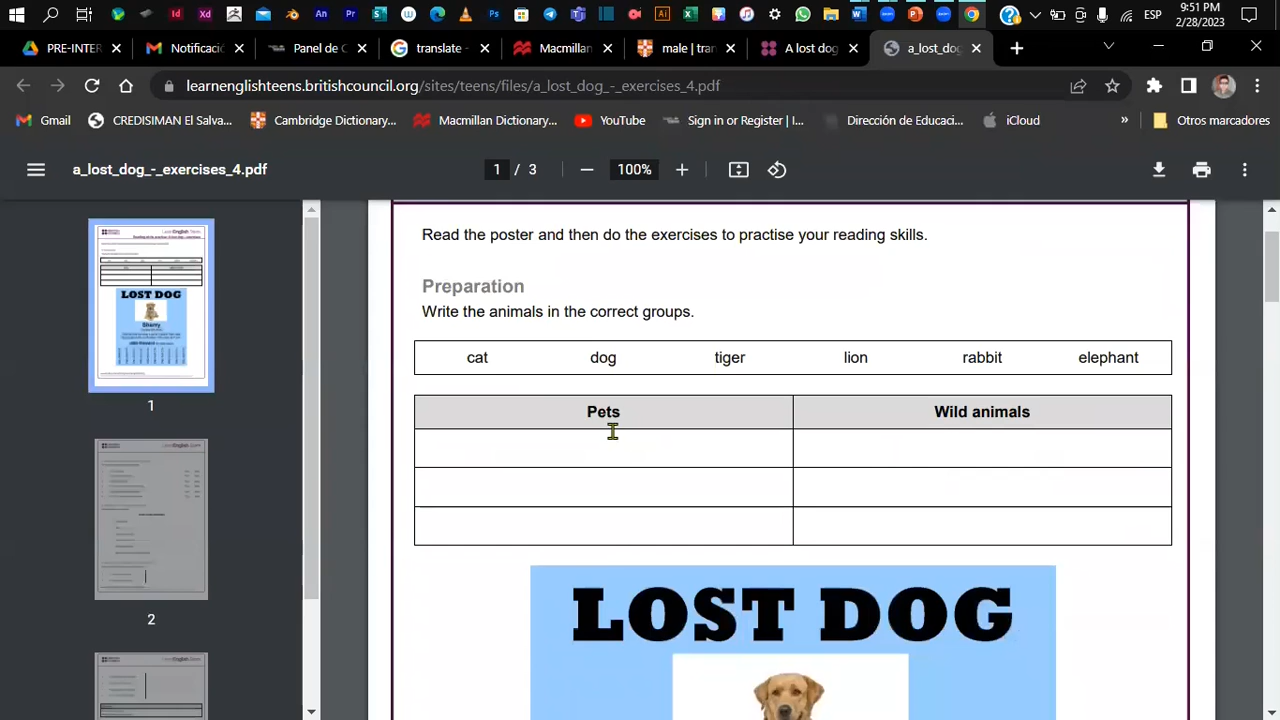 9:51 PM
ESP
2/28/2023
PRE-INTER
Notificació
Panel de C
translate -
Macmillan
male | tran
A lost dog
a_lost_dog
learnenglishteens.britishcouncil.org/sites/teens/files/a_lost_dog_-_exercises_4.pdf
Gmail
CREDISIMAN El Salva...
Cambridge Dictionary...
Macmillan Dictionary...
YouTube
Sign in or Register | I...
Dirección de Educaci...
iCloud
»
Otros marcadores
a_lost_dog_-_exercises_4.pdf
1 / 3
100%
Read the poster and then do the exercises to practise your reading skills.
Preparation
Write the animals in the correct groups.
cat dog tiger lion rabbit elephant
Pets Wild animals
LOST DOG
LOST DOG
1
2